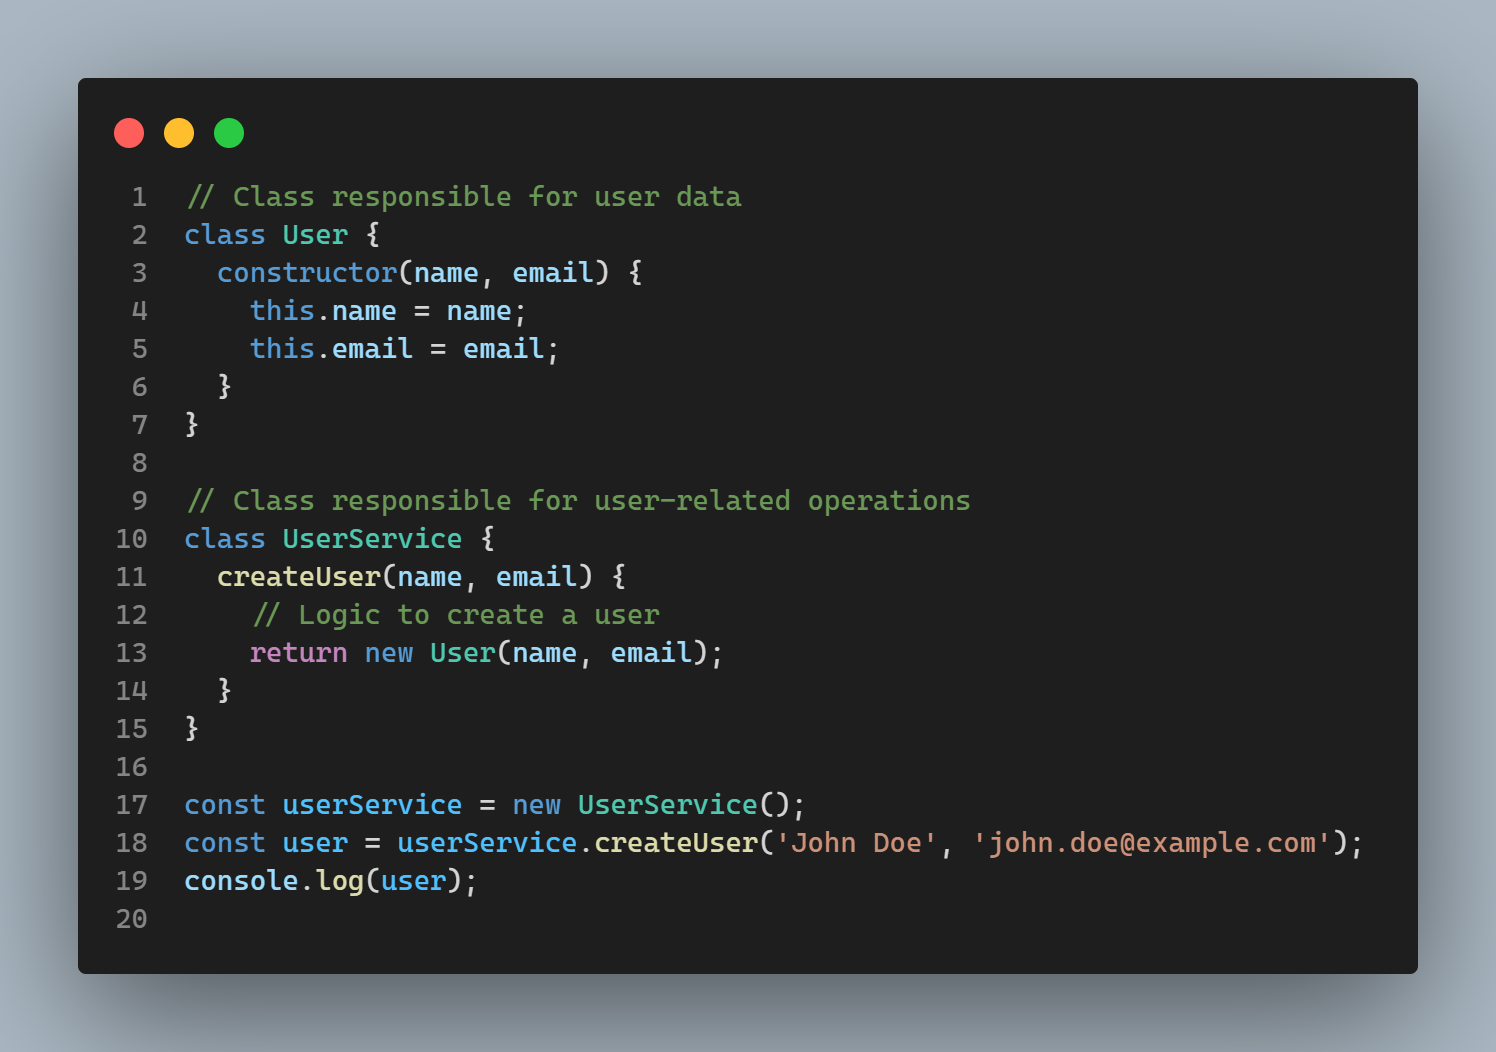 1 // Class responsible for user data
2 class User {
3   constructor(name, email) {
4     this.name = name;
5     this.email = email;
6   }
7 }
8
9 // Class responsible for user-related operations
10 class UserService {
11   createUser(name, email) {
12     // Logic to create a user
13     return new User(name, email);
14   }
15 }
16
17 const userService = new UserService();
18 const user = userService.createUser('John Doe', 'john.doe@example.com');
19 console.log(user);
20